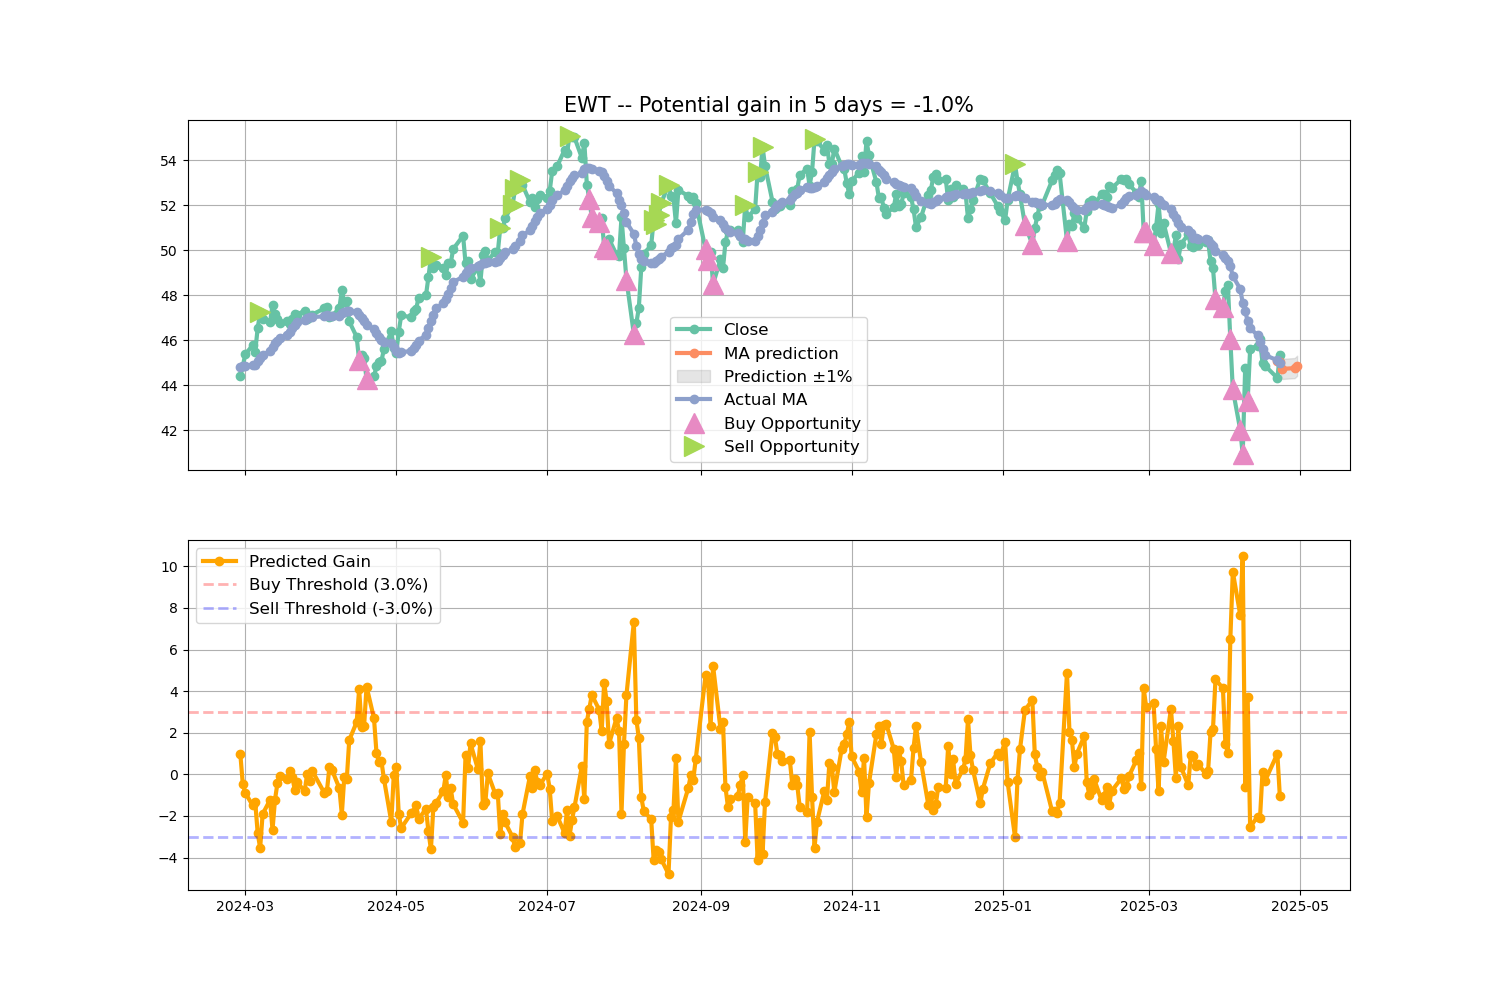 EWT -- Potential gain in 5 days = -1.0%
54
52
50
48
46
44
42
Close
MA prediction
Prediction ±1%
Actual MA
Buy Opportunity
Sell Opportunity
10
8
6
4
2
0
−2
−4
Predicted Gain
Buy Threshold (3.0%)
Sell Threshold (-3.0%)
2024-03 2024-05 2024-07 2024-09 2024-11 2025-01 2025-03 2025-05